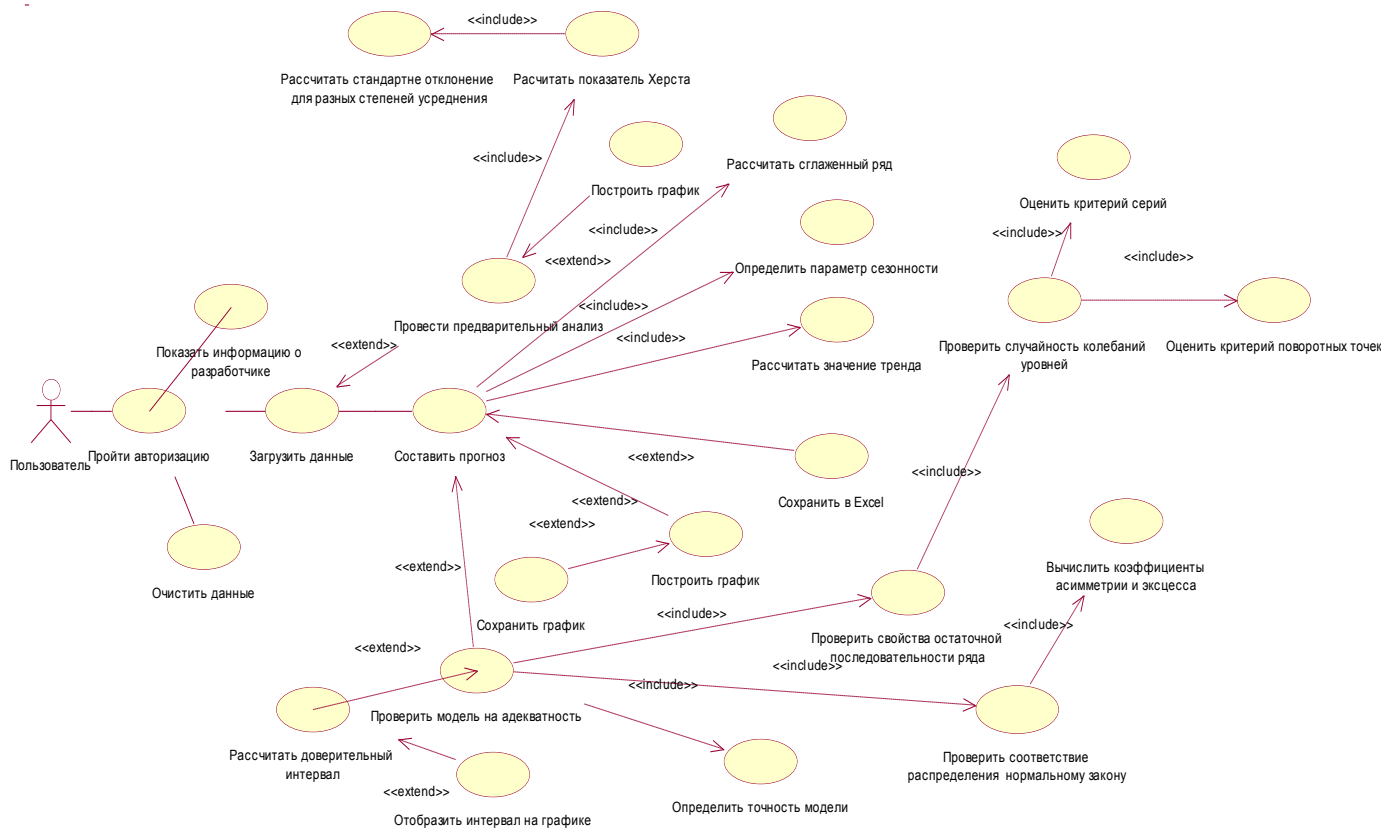 <<include>>
Рассчитать стандартне отклонение
для разных степеней усреднения
Расчитать показатель Херста
<<include>>
Построить график
Рассчитать сглаженный ряд
<<include>>
<<extend>>
Оценить критерий серий
<<include>>
<<include>>
Определить параметр сезонности
<<include>>
Провести предварительный анализ
<<include>>
<<extend>>
Рассчитать значение тренда
Проверить случайность колебаний
уровней
Оценить критерий поворотных точек
Показать информацию о
разработчике
Пользователь
Пройти авторизацию
Загрузить данные
Составить прогноз
<<extend>>
Сохранить в Excel
<<include>>
<<extend>>
<<extend>>
<<extend>>
Очистить данные
Сохранить график
Построить график
Вычислить коэффициенты
асимметрии и эксцесса
<<include>>
<<include>>
Проверить свойства остаточной
последовательности ряда
<<extend>>
<<include>>
<<include>>
Проверить модель на адекватность
Рассчитать доверительный
интервал
<<extend>>
Отобразить интервал на графике
Определить точность модели
Проверить соответствие
распределения нормальному закону